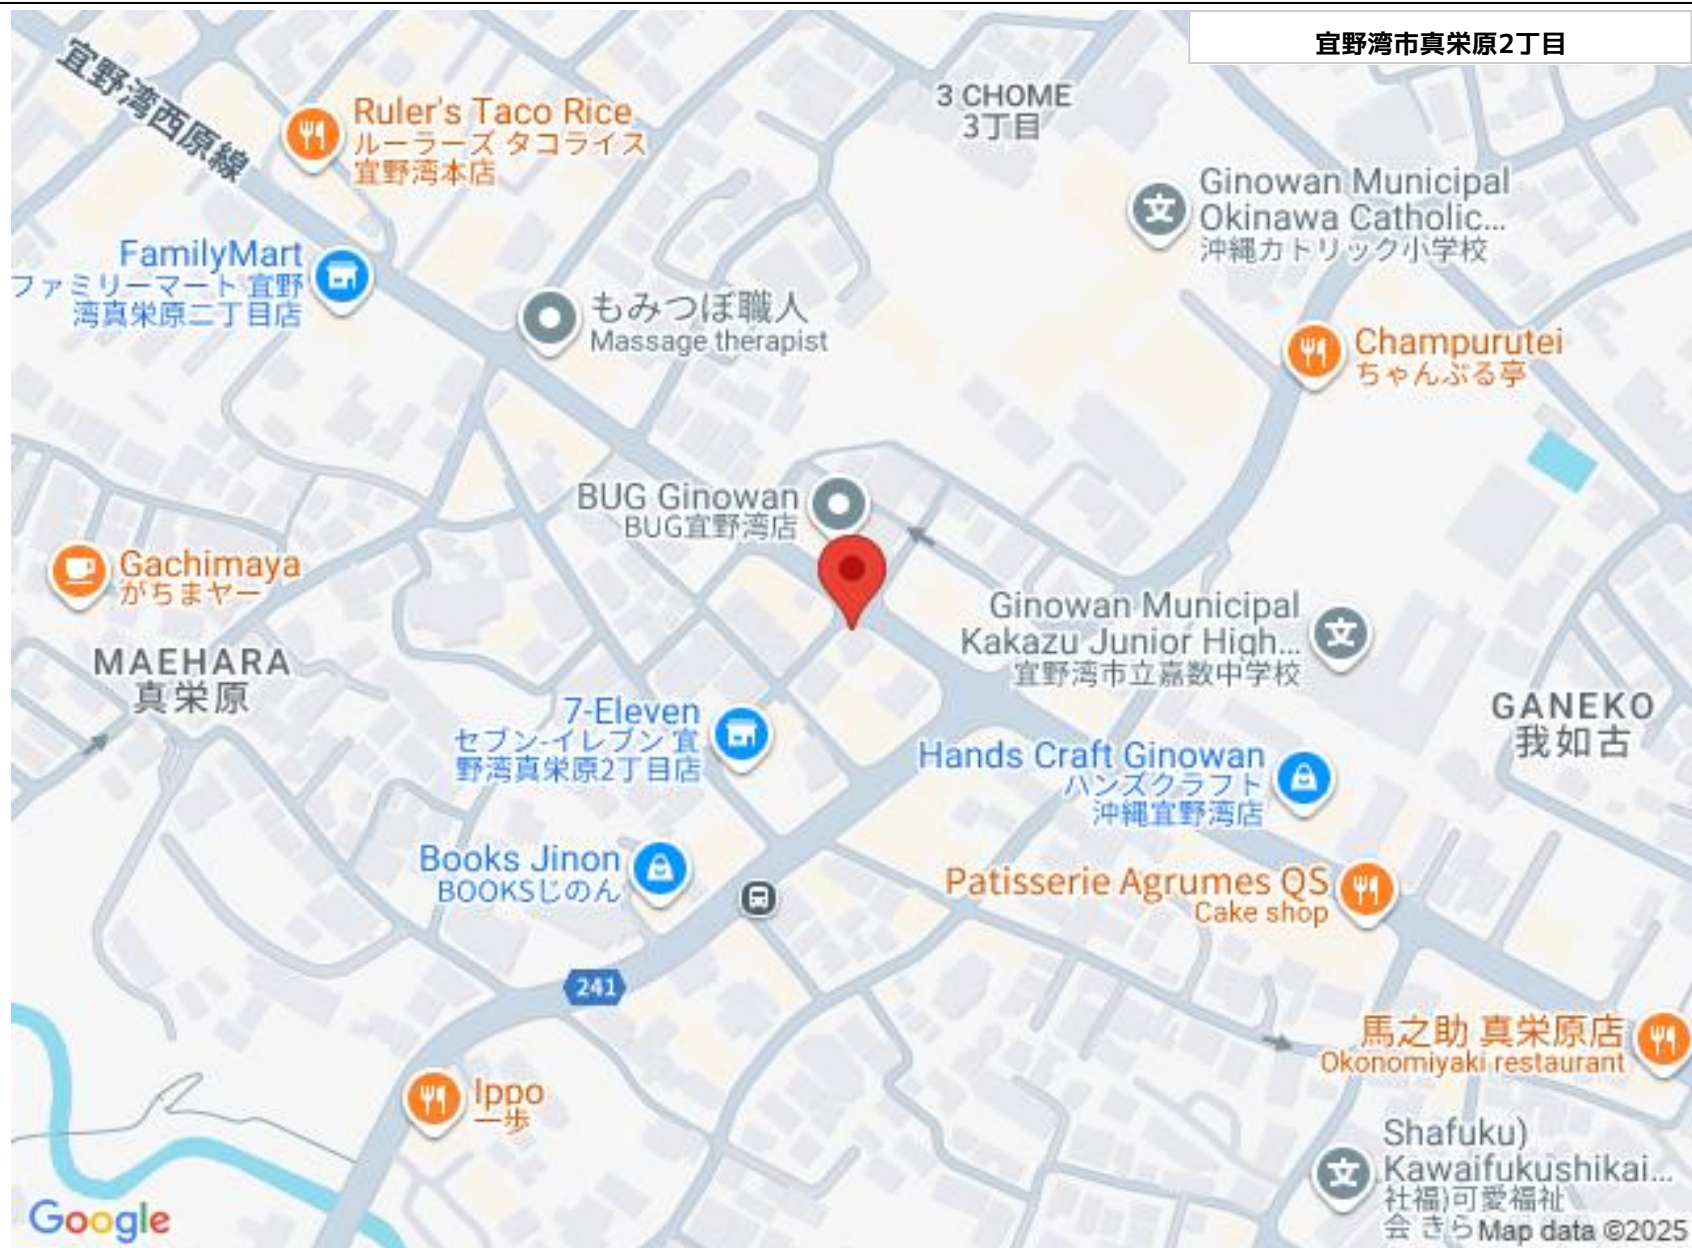 宜野湾市真栄原2丁目
宜野湾西原線
Ruler's Taco Rice
ルーラーズ タコライス
宜野湾本店
3 CHOME
3丁目
Ginowan Municipal
Okinawa Catholic...
沖縄カトリック小学校
FamilyMart
ファミリーマート 宜野
湾真栄原二丁目店
もみつぼ職人
Massage therapist
Champurutei
ちゃんぷる亭
BUG Ginowan
BUG宜野湾店
Gachimaya
がちまヤー
Ginowan Municipal
Kakazu Junior High...
宜野湾市立嘉数中学校
MAEHARA
真栄原
GANEKO
我如古
7-Eleven
セブン-イレブン 宜
野湾真栄原2丁目店
Hands Craft Ginowan
ハンズクラフト
沖縄宜野湾店
Books Jinon
BOOKSじのん
Patisserie Agrumes QS
Cake shop
241
馬之助 真栄原店
Okonomiyaki restaurant
Ippo
一歩
Shafuku)
Kawaifukushikai...
社福)可愛福祉
会 きら
Google
Map data ©2025